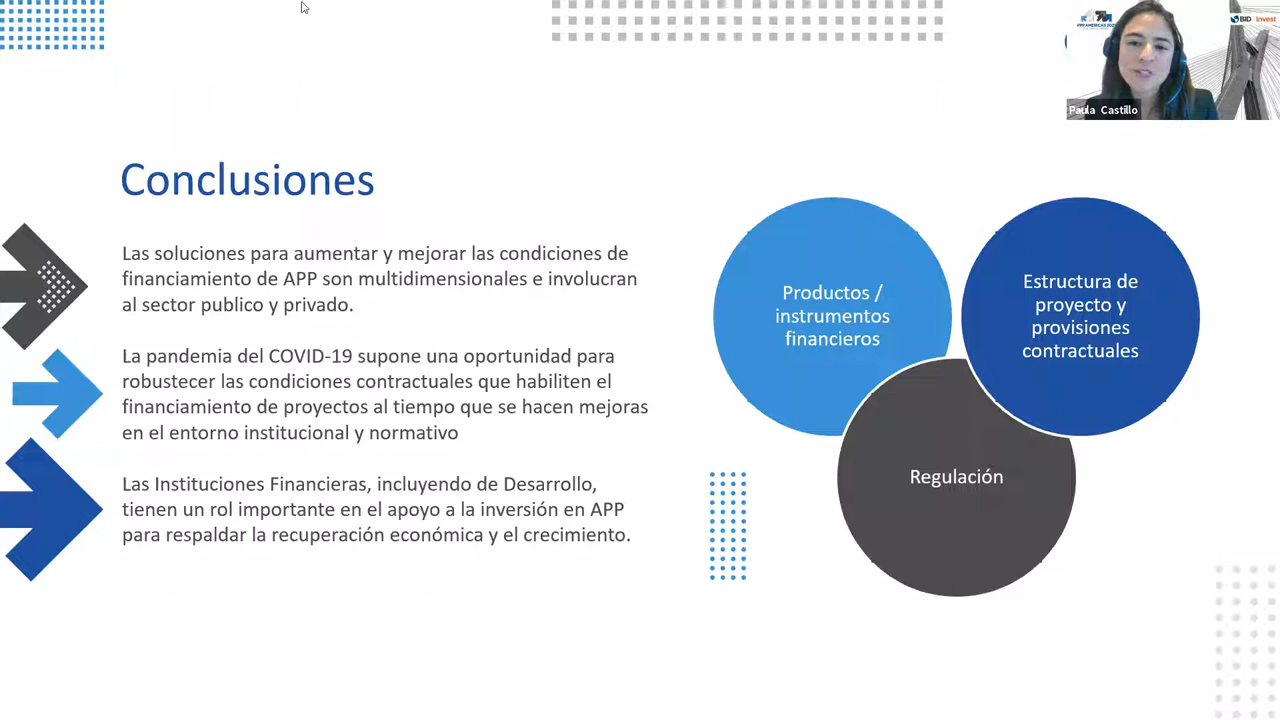 BID Invest
PPPAMERICAS 2021
Paula Castillo
Conclusiones
Las soluciones para aumentar y mejorar las condiciones de
financiamiento de APP son multidimensionales e involucran
al sector publico y privado.
La pandemia del COVID-19 supone una oportunidad para
robustecer las condiciones contractuales que habiliten el
financiamiento de proyectos al tiempo que se hacen mejoras
en el entorno institucional y normativo
Las Instituciones Financieras, incluyendo de Desarrollo,
tienen un rol importante en el apoyo a la inversión en APP
para respaldar la recuperación económica y el crecimiento.
Productos /
instrumentos
financieros
Estructura de
proyecto y
provisiones
contractuales
Regulación